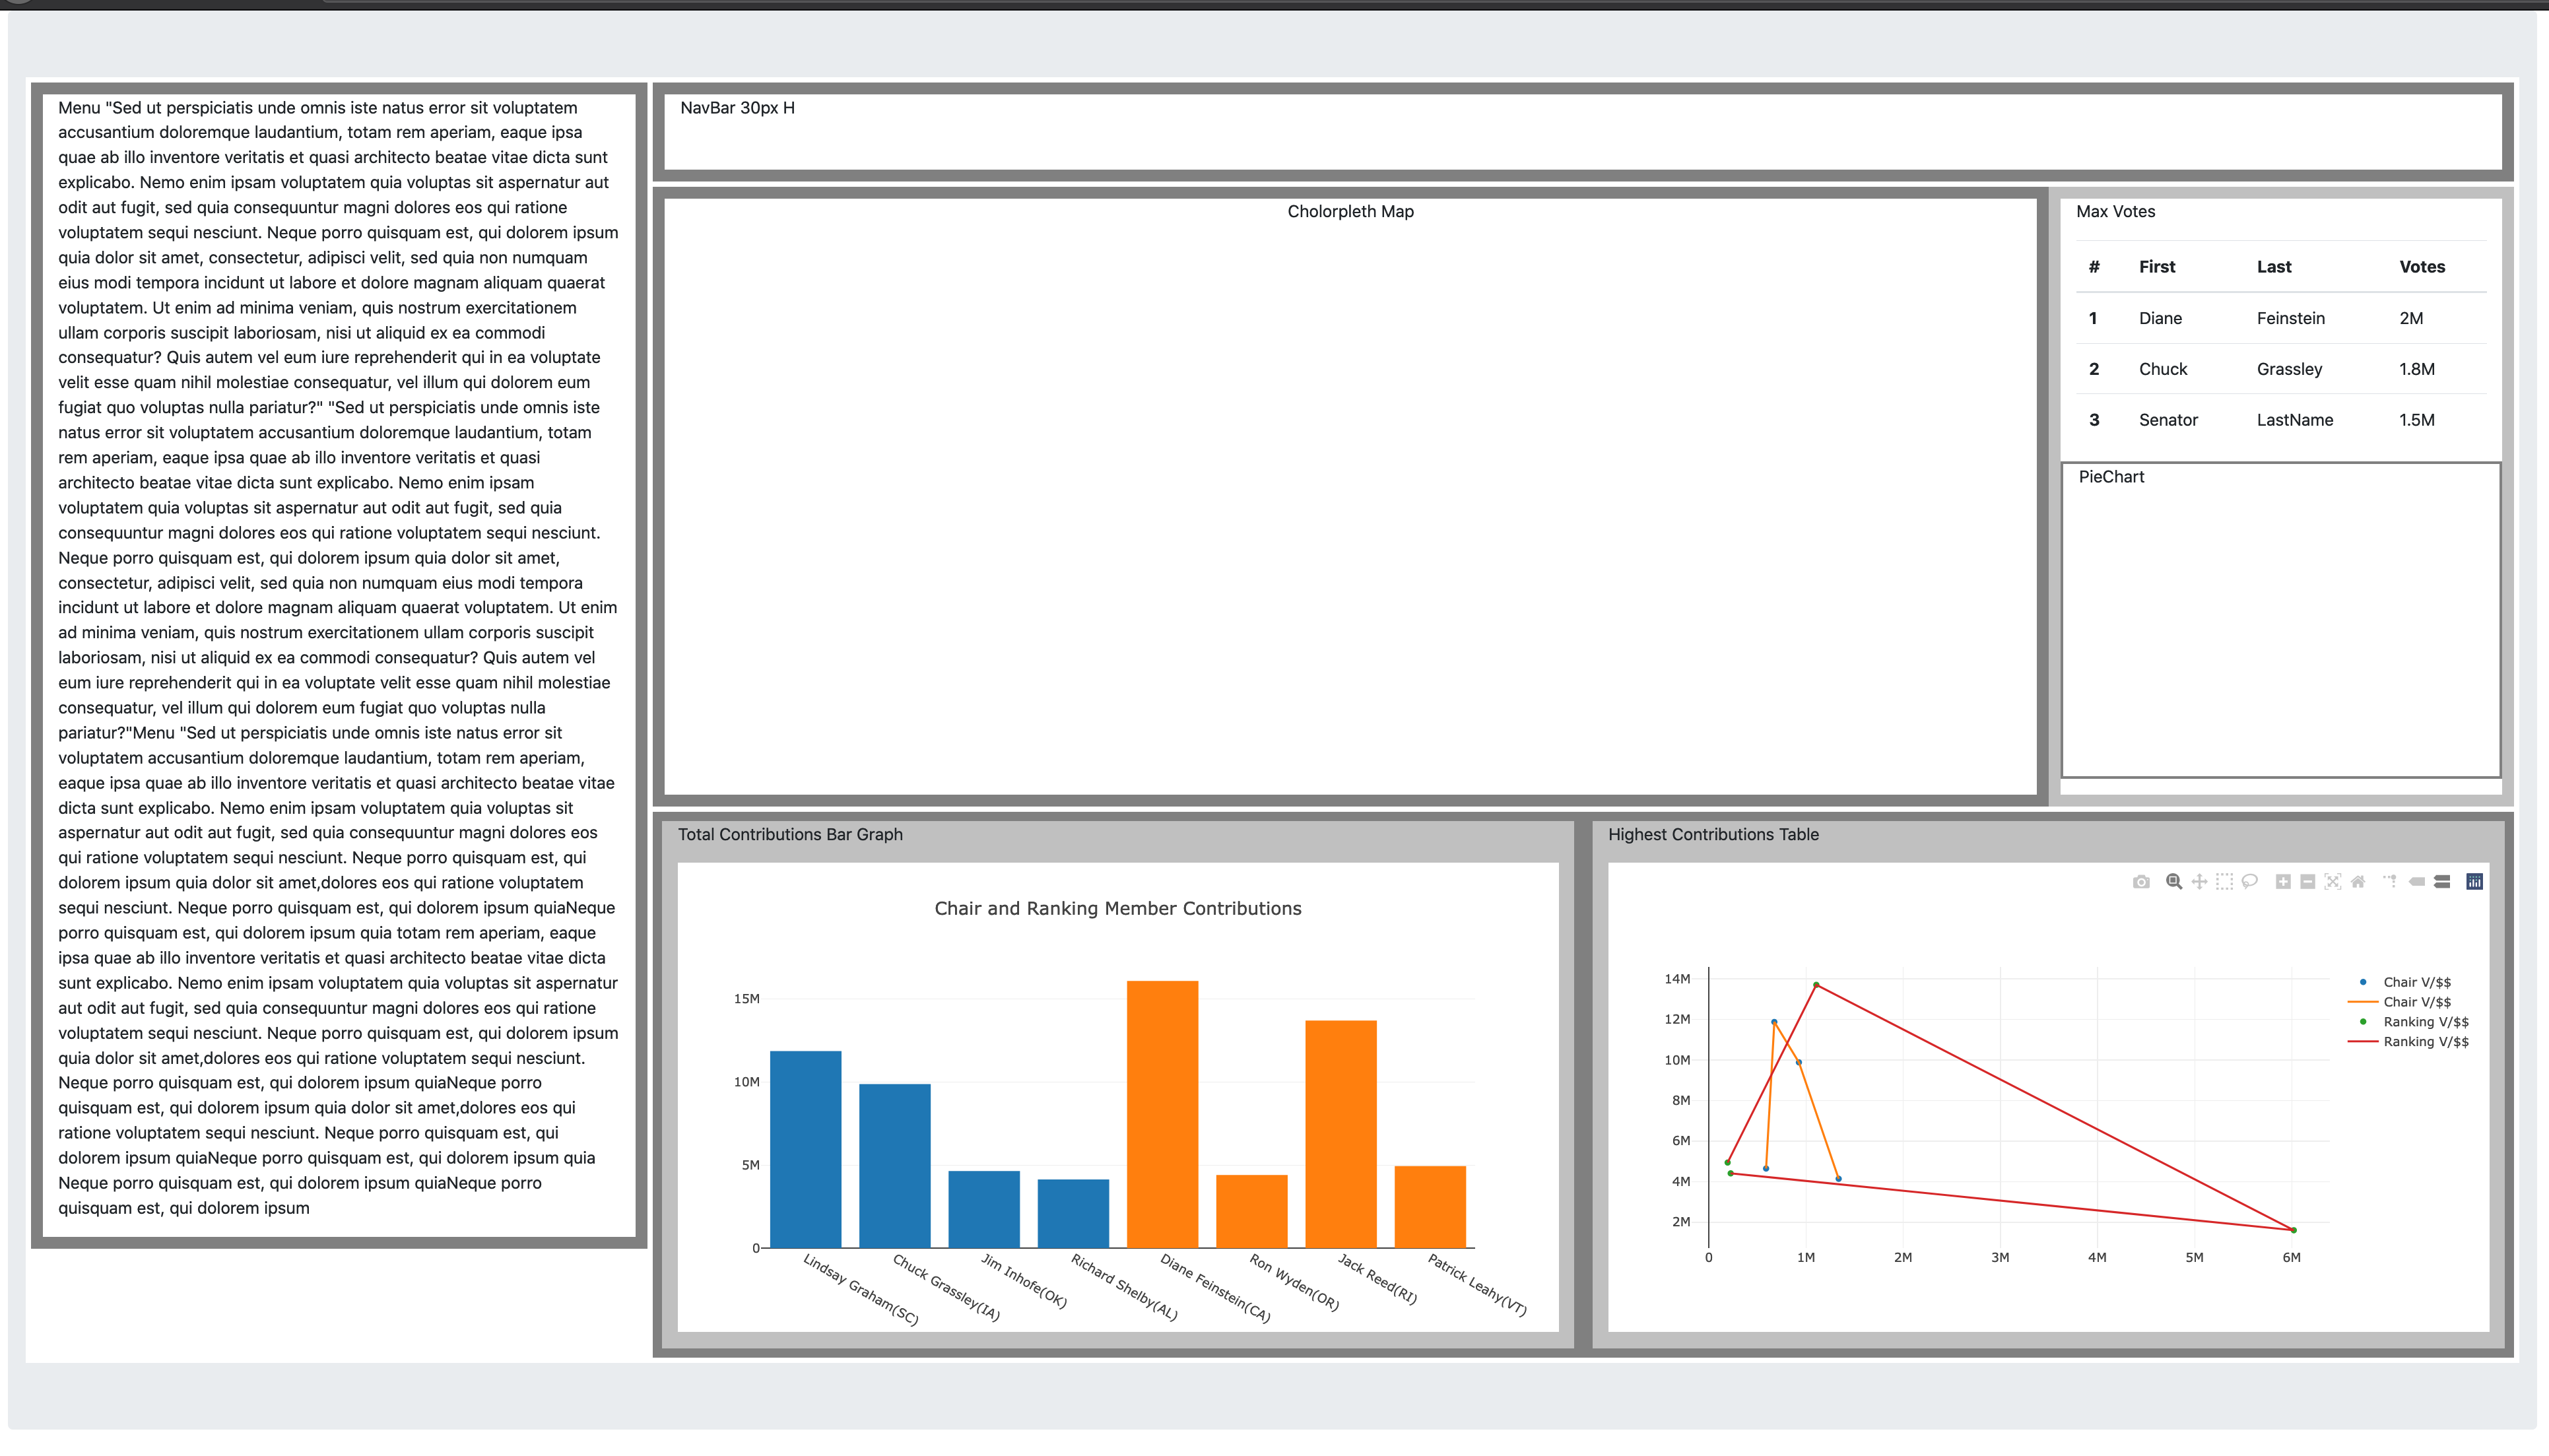 Menu "Sed ut perspiciatis unde omnis iste natus error sit voluptatem
accusantium doloremque laudantium, totam rem aperiam, eaque ipsa
quae ab illo inventore veritatis et quasi architecto beatae vitae dicta sunt
explicabo. Nemo enim ipsam voluptatem quia voluptas sit aspernatur aut
odit aut fugit, sed quia consequuntur magni dolores eos qui ratione
voluptatem sequi nesciunt. Neque porro quisquam est, qui dolorem ipsum
quia dolor sit amet, consectetur, adipisci velit, sed quia non numquam
eius modi tempora incidunt ut labore et dolore magnam aliquam quaerat
voluptatem. Ut enim ad minima veniam, quis nostrum exercitationem
ullam corporis suscipit laboriosam, nisi ut aliquid ex ea commodi
consequatur? Quis autem vel eum iure reprehenderit qui in ea voluptate
velit esse quam nihil molestiae consequatur, vel illum qui dolorem eum
fugiat quo voluptas nulla pariatur?" "Sed ut perspiciatis unde omnis iste
natus error sit voluptatem accusantium doloremque laudantium, totam
rem aperiam, eaque ipsa quae ab illo inventore veritatis et quasi
architecto beatae vitae dicta sunt explicabo. Nemo enim ipsam
voluptatem quia voluptas sit aspernatur aut odit aut fugit, sed quia
consequuntur magni dolores eos qui ratione voluptatem sequi nesciunt.
Neque porro quisquam est, qui dolorem ipsum quia dolor sit amet,
consectetur, adipisci velit, sed quia non numquam eius modi tempora
incidunt ut labore et dolore magnam aliquam quaerat voluptatem. Ut enim
ad minima veniam, quis nostrum exercitationem ullam corporis suscipit
laboriosam, nisi ut aliquid ex ea commodi consequatur? Quis autem vel
eum iure reprehenderit qui in ea voluptate velit esse quam nihil molestiae
consequatur, vel illum qui dolorem eum fugiat quo voluptas nulla
pariatur?"Menu "Sed ut perspiciatis unde omnis iste natus error sit
voluptatem accusantium doloremque laudantium, totam rem aperiam,
eaque ipsa quae ab illo inventore veritatis et quasi architecto beatae vitae
dicta sunt explicabo. Nemo enim ipsam voluptatem quia voluptas sit
aspernatur aut odit aut fugit, sed quia consequuntur magni dolores eos
qui ratione voluptatem sequi nesciunt. Neque porro quisquam est, qui
dolorem ipsum quia dolor sit amet,dolores eos qui ratione voluptatem
sequi nesciunt. Neque porro quisquam est, qui dolorem ipsum quiaNeque
porro quisquam est, qui dolorem ipsum quia totam rem aperiam, eaque
ipsa quae ab illo inventore veritatis et quasi architecto beatae vitae dicta
sunt explicabo. Nemo enim ipsam voluptatem quia voluptas sit aspernatur
aut odit aut fugit, sed quia consequuntur magni dolores eos qui ratione
voluptatem sequi nesciunt. Neque porro quisquam est, qui dolorem ipsum
quia dolor sit amet,dolores eos qui ratione voluptatem sequi nesciunt.
Neque porro quisquam est, qui dolorem ipsum quiaNeque porro
quisquam est, qui dolorem ipsum quia dolor sit amet,dolores eos qui
ratione voluptatem sequi nesciunt. Neque porro quisquam est, qui
dolorem ipsum quiaNeque porro quisquam est, qui dolorem ipsum quia
Neque porro quisquam est, qui dolorem ipsum quiaNeque porro
quisquam est, qui dolorem ipsum
NavBar 30px H
Cholorpleth Map
Max Votes
# First Last Votes
1 Diane Feinstein 2M
2 Chuck Grassley 1.8M
3 Senator LastName 1.5M
PieChart
Total Contributions Bar Graph
Chair and Ranking Member Contributions
15M
10M
5M
0
Lindsay Graham(SC)
Chuck Grassley(IA)
Jim Inhofe(OK)
Richard Shelby(AL)
Diane Feinstein(CA)
Ron Wyden(OR)
Jack Reed(RI)
Patrick Leahy(VT)
Highest Contributions Table
14M
12M
10M
8M
6M
4M
2M
0 1M 2M 3M 4M 5M 6M
Chair V/$$
Chair V/$$
Ranking V/$$
Ranking V/$$